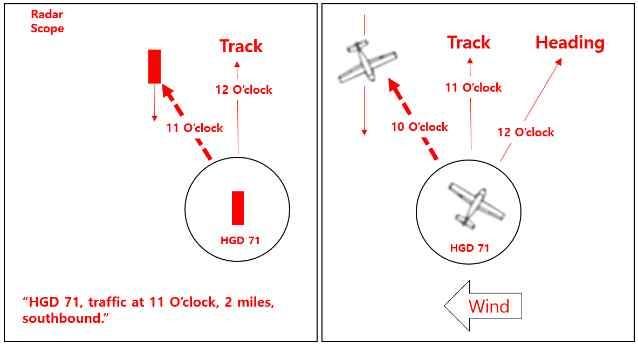 Radar
Scope
Track
12 O'clock
11 O'clock
HGD 71
"HGD 71, traffic at 11 O'clock, 2 miles,
southbound."
Track
Heading
11 O'clock
10 O'clock
12 O'clock
HGD 71
Wind